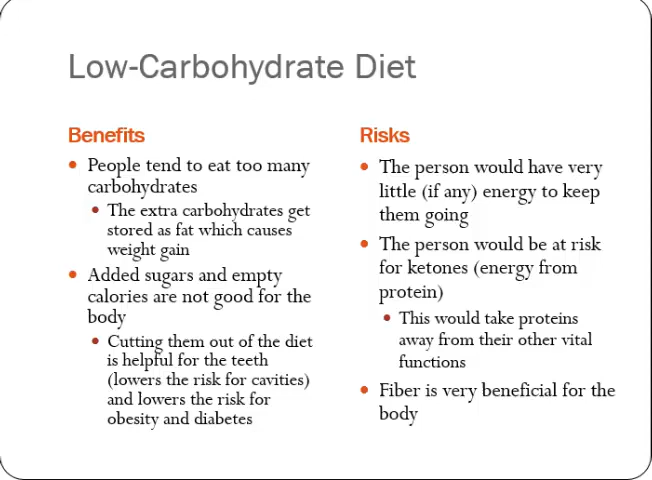 Low-Carbohydrate Diet
Benefits
People tend to eat too many
carbohydrates
The extra carbohydrates get
stored as fat which causes
weight gain
Added sugars and empty
calories are not good for the
body
Cutting them out of the diet
is helpful for the teeth
(lowers the risk for cavities)
and lowers the risk for
obesity and diabetes
Risks
The person would have very
little (if any) energy to keep
them going
The person would be at risk
for ketones (energy from
protein)
This would take proteins
away from their other vital
functions
Fiber is very beneficial for the
body